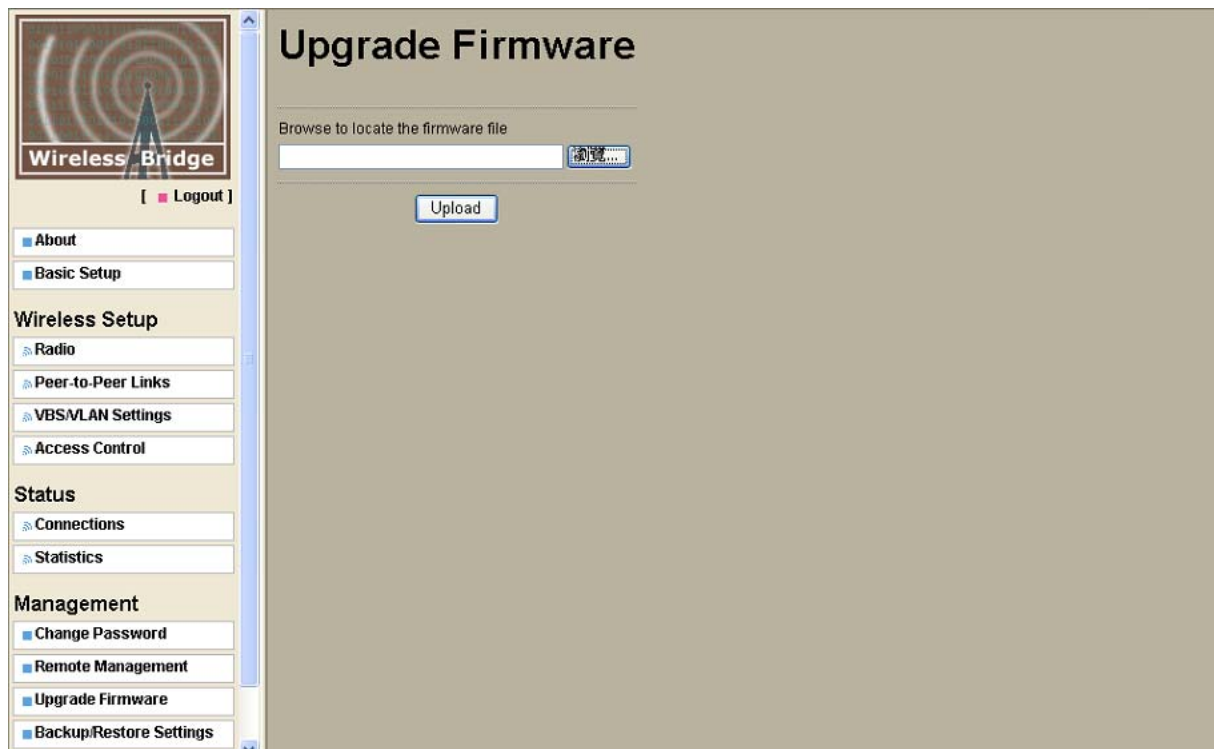 Wireless Bridge
[ Logout ]
About
Basic Setup
Wireless Setup
Radio
Peer-to-Peer Links
VBS/VLAN Settings
Access Control
Status
Connections
Statistics
Management
Change Password
Remote Management
Upgrade Firmware
Backup/Restore Settings
Upgrade Firmware
Browse to locate the firmware file
瀏覽...
Upload